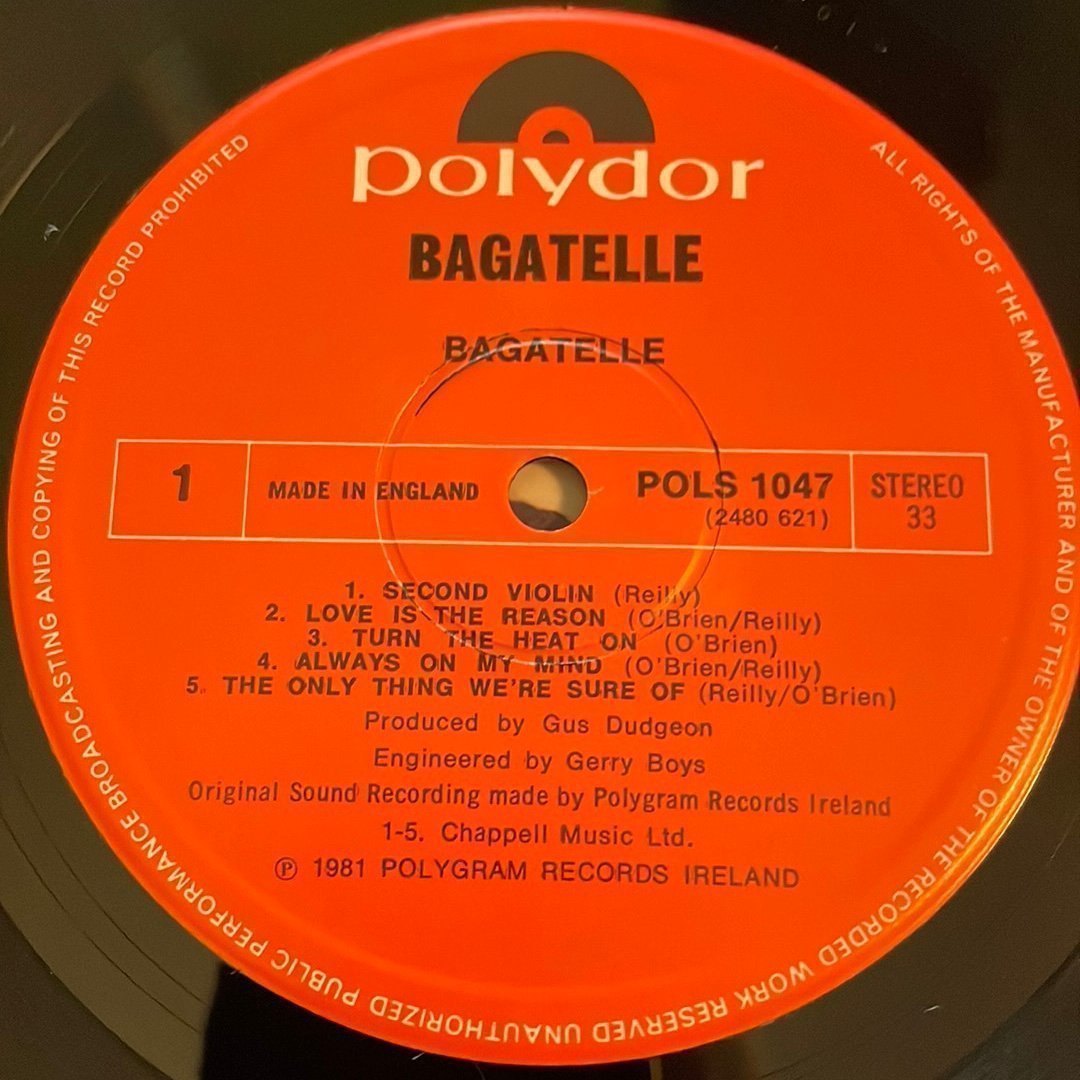 polydor
BAGATELLE
BAGATELLE
1
MADE IN ENGLAND
POLS 1047
(2480 621)
STEREO
33
1. SECOND VIOLIN (Reilly)
2. LOVE IS THE REASON (O'Brien/Reilly)
3. TURN THE HEAT ON (O'Brien)
4. ALWAYS ON MY MIND (O'Brien/Reilly)
5. THE ONLY THING WE'RE SURE OF (Reilly/O'Brien)
Produced by Gus Dudgeon
Engineered by Gerry Boys
Original Sound Recording made by Polygram Records Ireland
1-5. Chappell Music Ltd.
℗ 1981 POLYGRAM RECORDS IRELAND
ALL RIGHTS OF THE MANUFACTURER AND OF THE OWNER OF THE RECORDED WORK RESERVED UNAUTHORIZED PUBLIC PERFORMANCE BROADCASTING AND COPYING OF THIS RECORD PROHIBITED